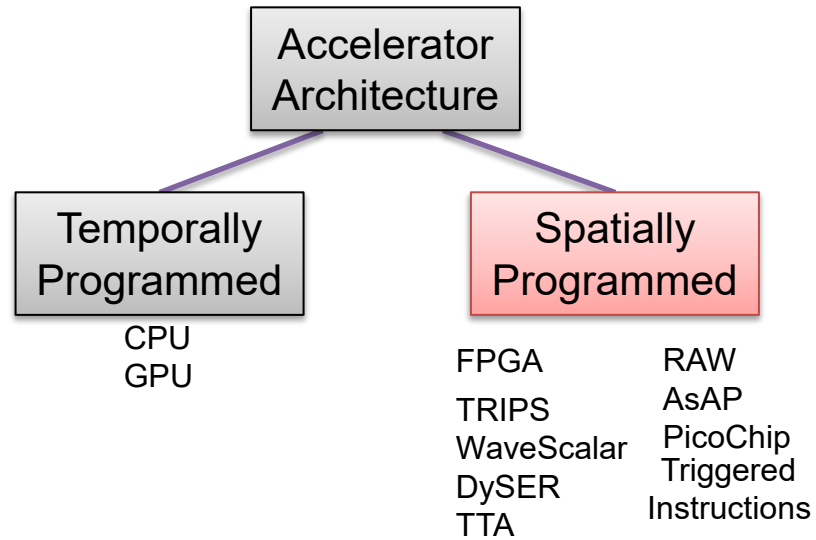 Accelerator
Architecture
Temporally
Programmed
Spatially
Programmed
CPU
GPU
FPGA
TRIPS
WaveScalar
DySER
TTA
RAW
AsAP
PicoChip
Triggered
Instructions